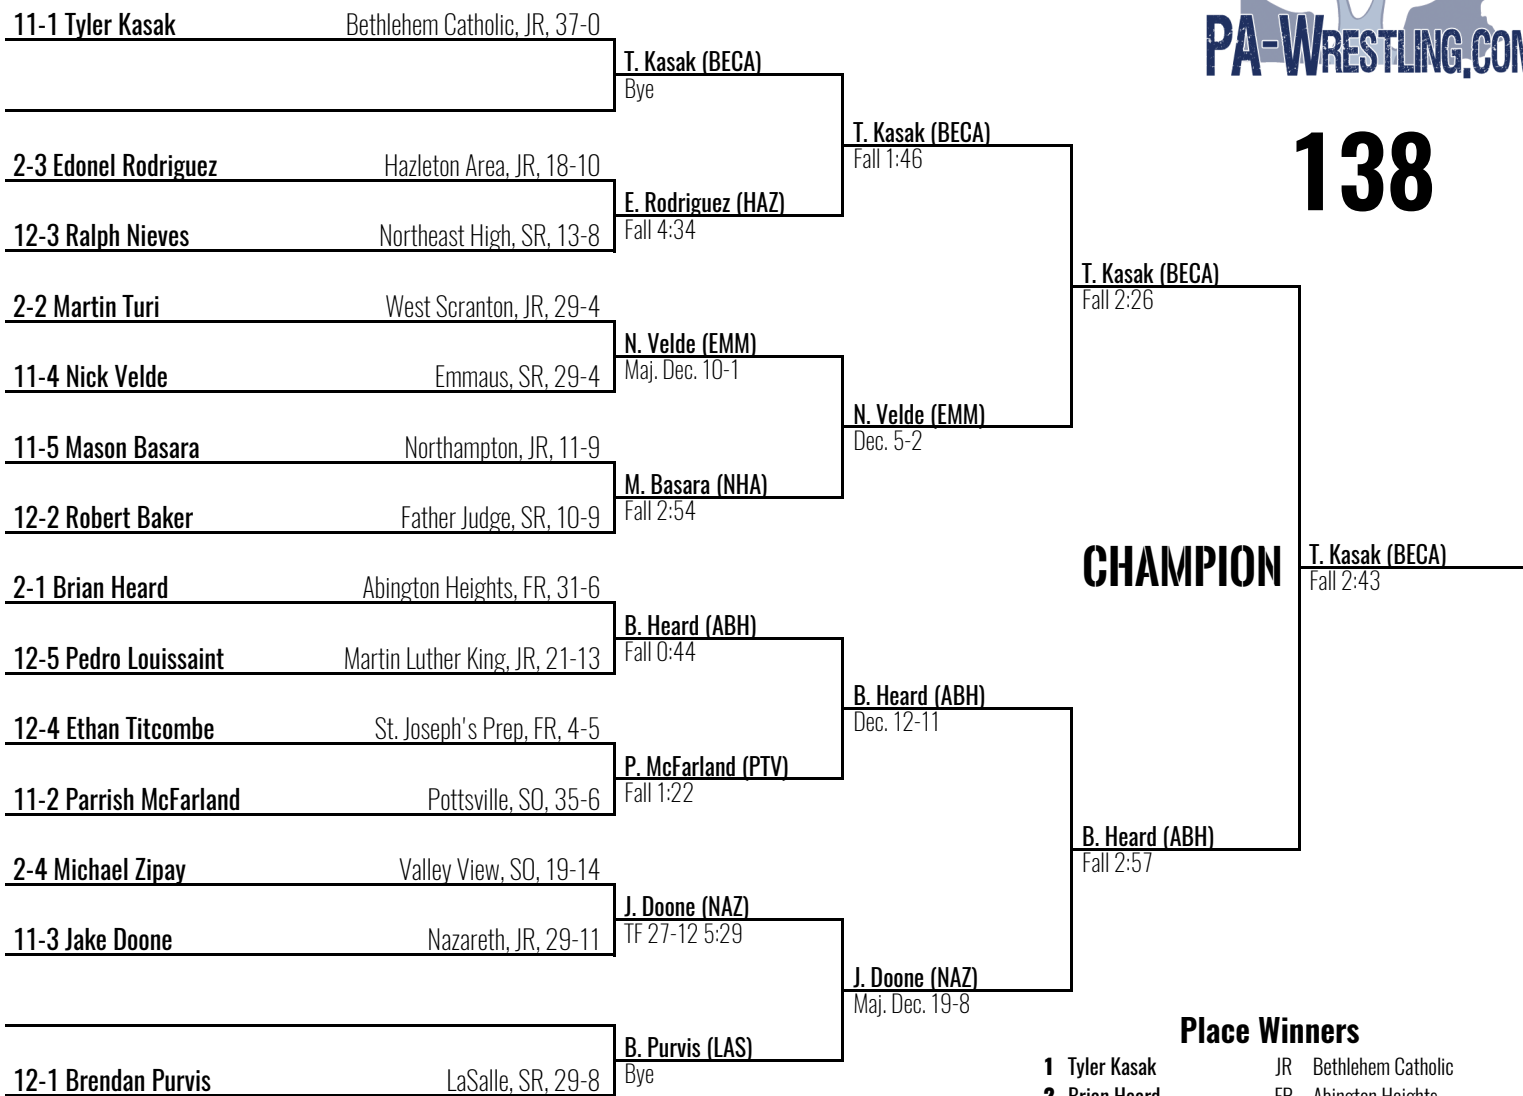 11-1 Tyler Kasak Bethlehem Catholic, JR, 37-0
PA-WRESTLING.COM
T. Kasak (BECA)
Bye
138
T. Kasak (BECA)
Fall 1:46
2-3 Edonel Rodriguez Hazleton Area, JR, 18-10
E. Rodriguez (HAZ)
Fall 4:34
12-3 Ralph Nieves Northeast High, SR, 13-8
T. Kasak (BECA)
Fall 2:26
2-2 Martin Turi West Scranton, JR, 29-4
N. Velde (EMM)
Maj. Dec. 10-1
11-4 Nick Velde Emmaus, SR, 29-4
N. Velde (EMM)
Dec. 5-2
11-5 Mason Basara Northampton, JR, 11-9
M. Basara (NHA)
Fall 2:54
12-2 Robert Baker Father Judge, SR, 10-9
CHAMPION
T. Kasak (BECA)
Fall 2:43
2-1 Brian Heard Abington Heights, FR, 31-6
B. Heard (ABH)
Fall 0:44
12-5 Pedro Louissaint Martin Luther King, JR, 21-13
B. Heard (ABH)
Dec. 12-11
12-4 Ethan Titcombe St. Joseph's Prep, FR, 4-5
P. McFarland (PTV)
Fall 1:22
11-2 Parrish McFarland Pottsville, SO, 35-6
B. Heard (ABH)
Fall 2:57
2-4 Michael Zipay Valley View, SO, 19-14
J. Doone (NAZ)
TF 27-12 5:29
11-3 Jake Doone Nazareth, JR, 29-11
J. Doone (NAZ)
Maj. Dec. 19-8
B. Purvis (LAS)
Bye
12-1 Brendan Purvis LaSalle, SR, 29-8
Place Winners
1 Tyler Kasak JR Bethlehem Catholic
2 Brian Heard FR Abington Heights